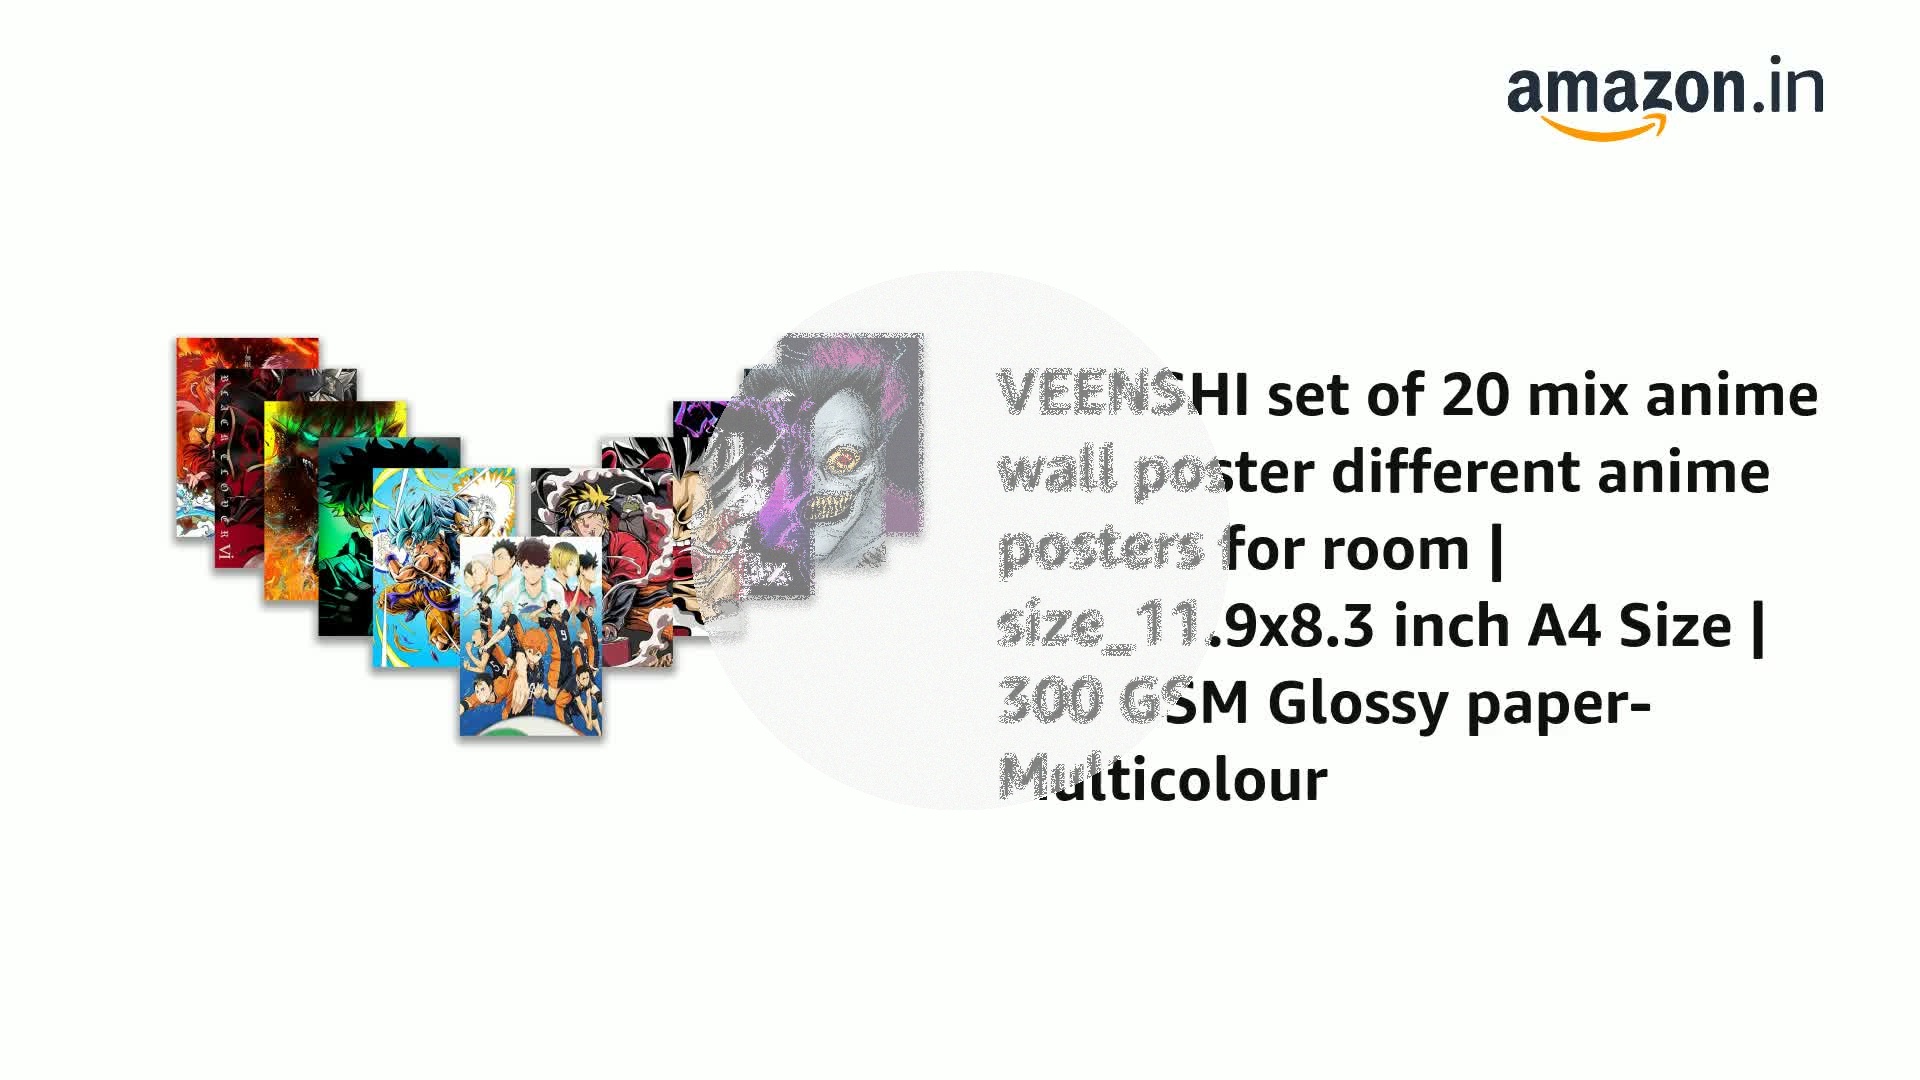 amazon.in
VEENSHI set of 20 mix anime
wall poster different anime
posters for room |
size_11.9x8.3 inch A4 Size |
300 GSM Glossy paper-
Multicolour